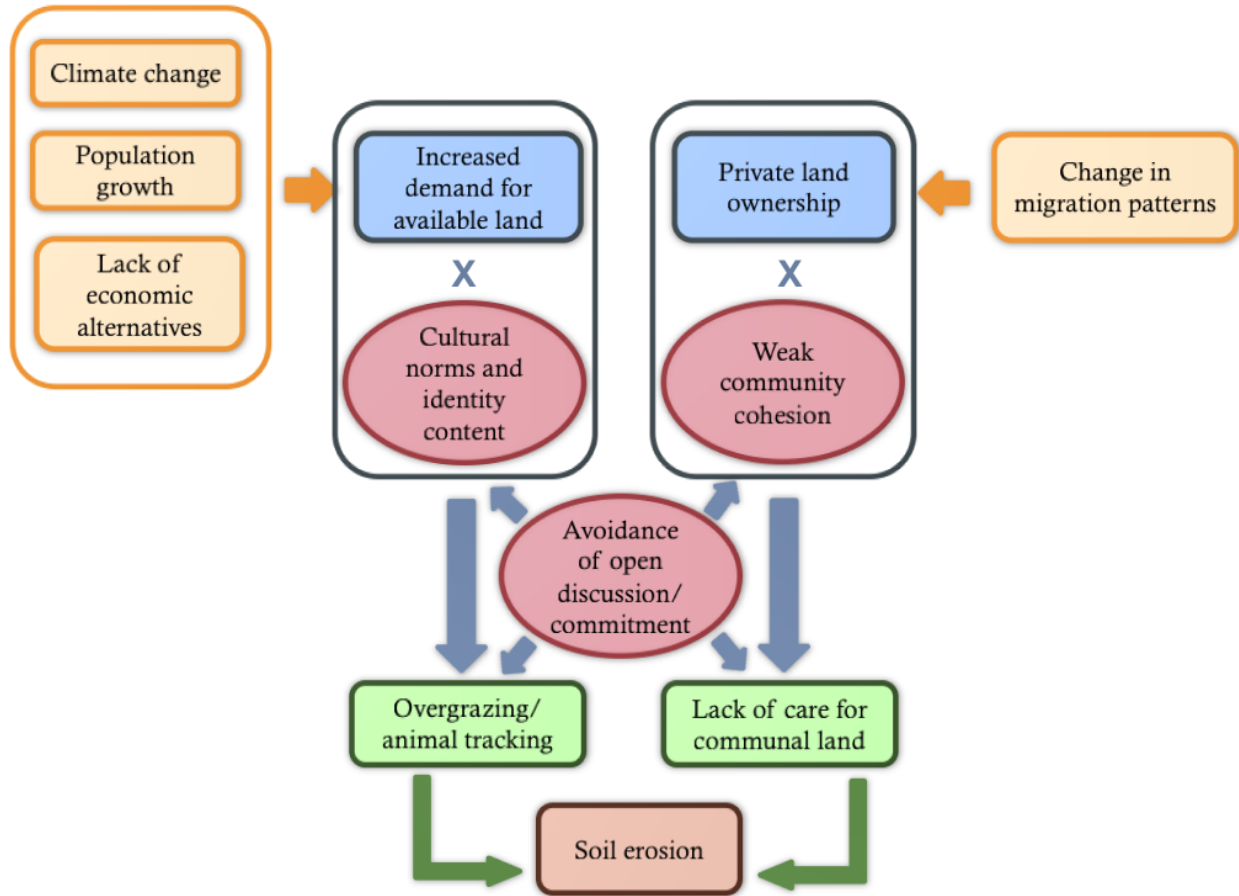 Climate change
Population
growth
Lack of
economic
alternatives
Increased
demand for
available land
X
Cultural
norms and
identity
content
Private land
ownership
X
Weak
community
cohesion
Change in
migration patterns
Avoidance
of open
discussion/
commitment
Overgrazing/
animal tracking
Lack of care for
communal land
Soil erosion